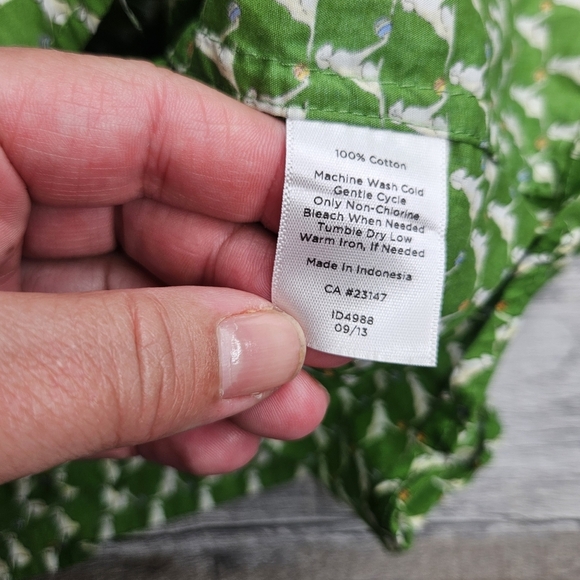 100% Cotton
Machine Wash Cold
Gentle Cycle
Only Non-Chlorine
Bleach When Needed
Tumble Dry Low
Warm Iron, If Needed
Made In Indonesia
CA #23147
ID4988
09/13